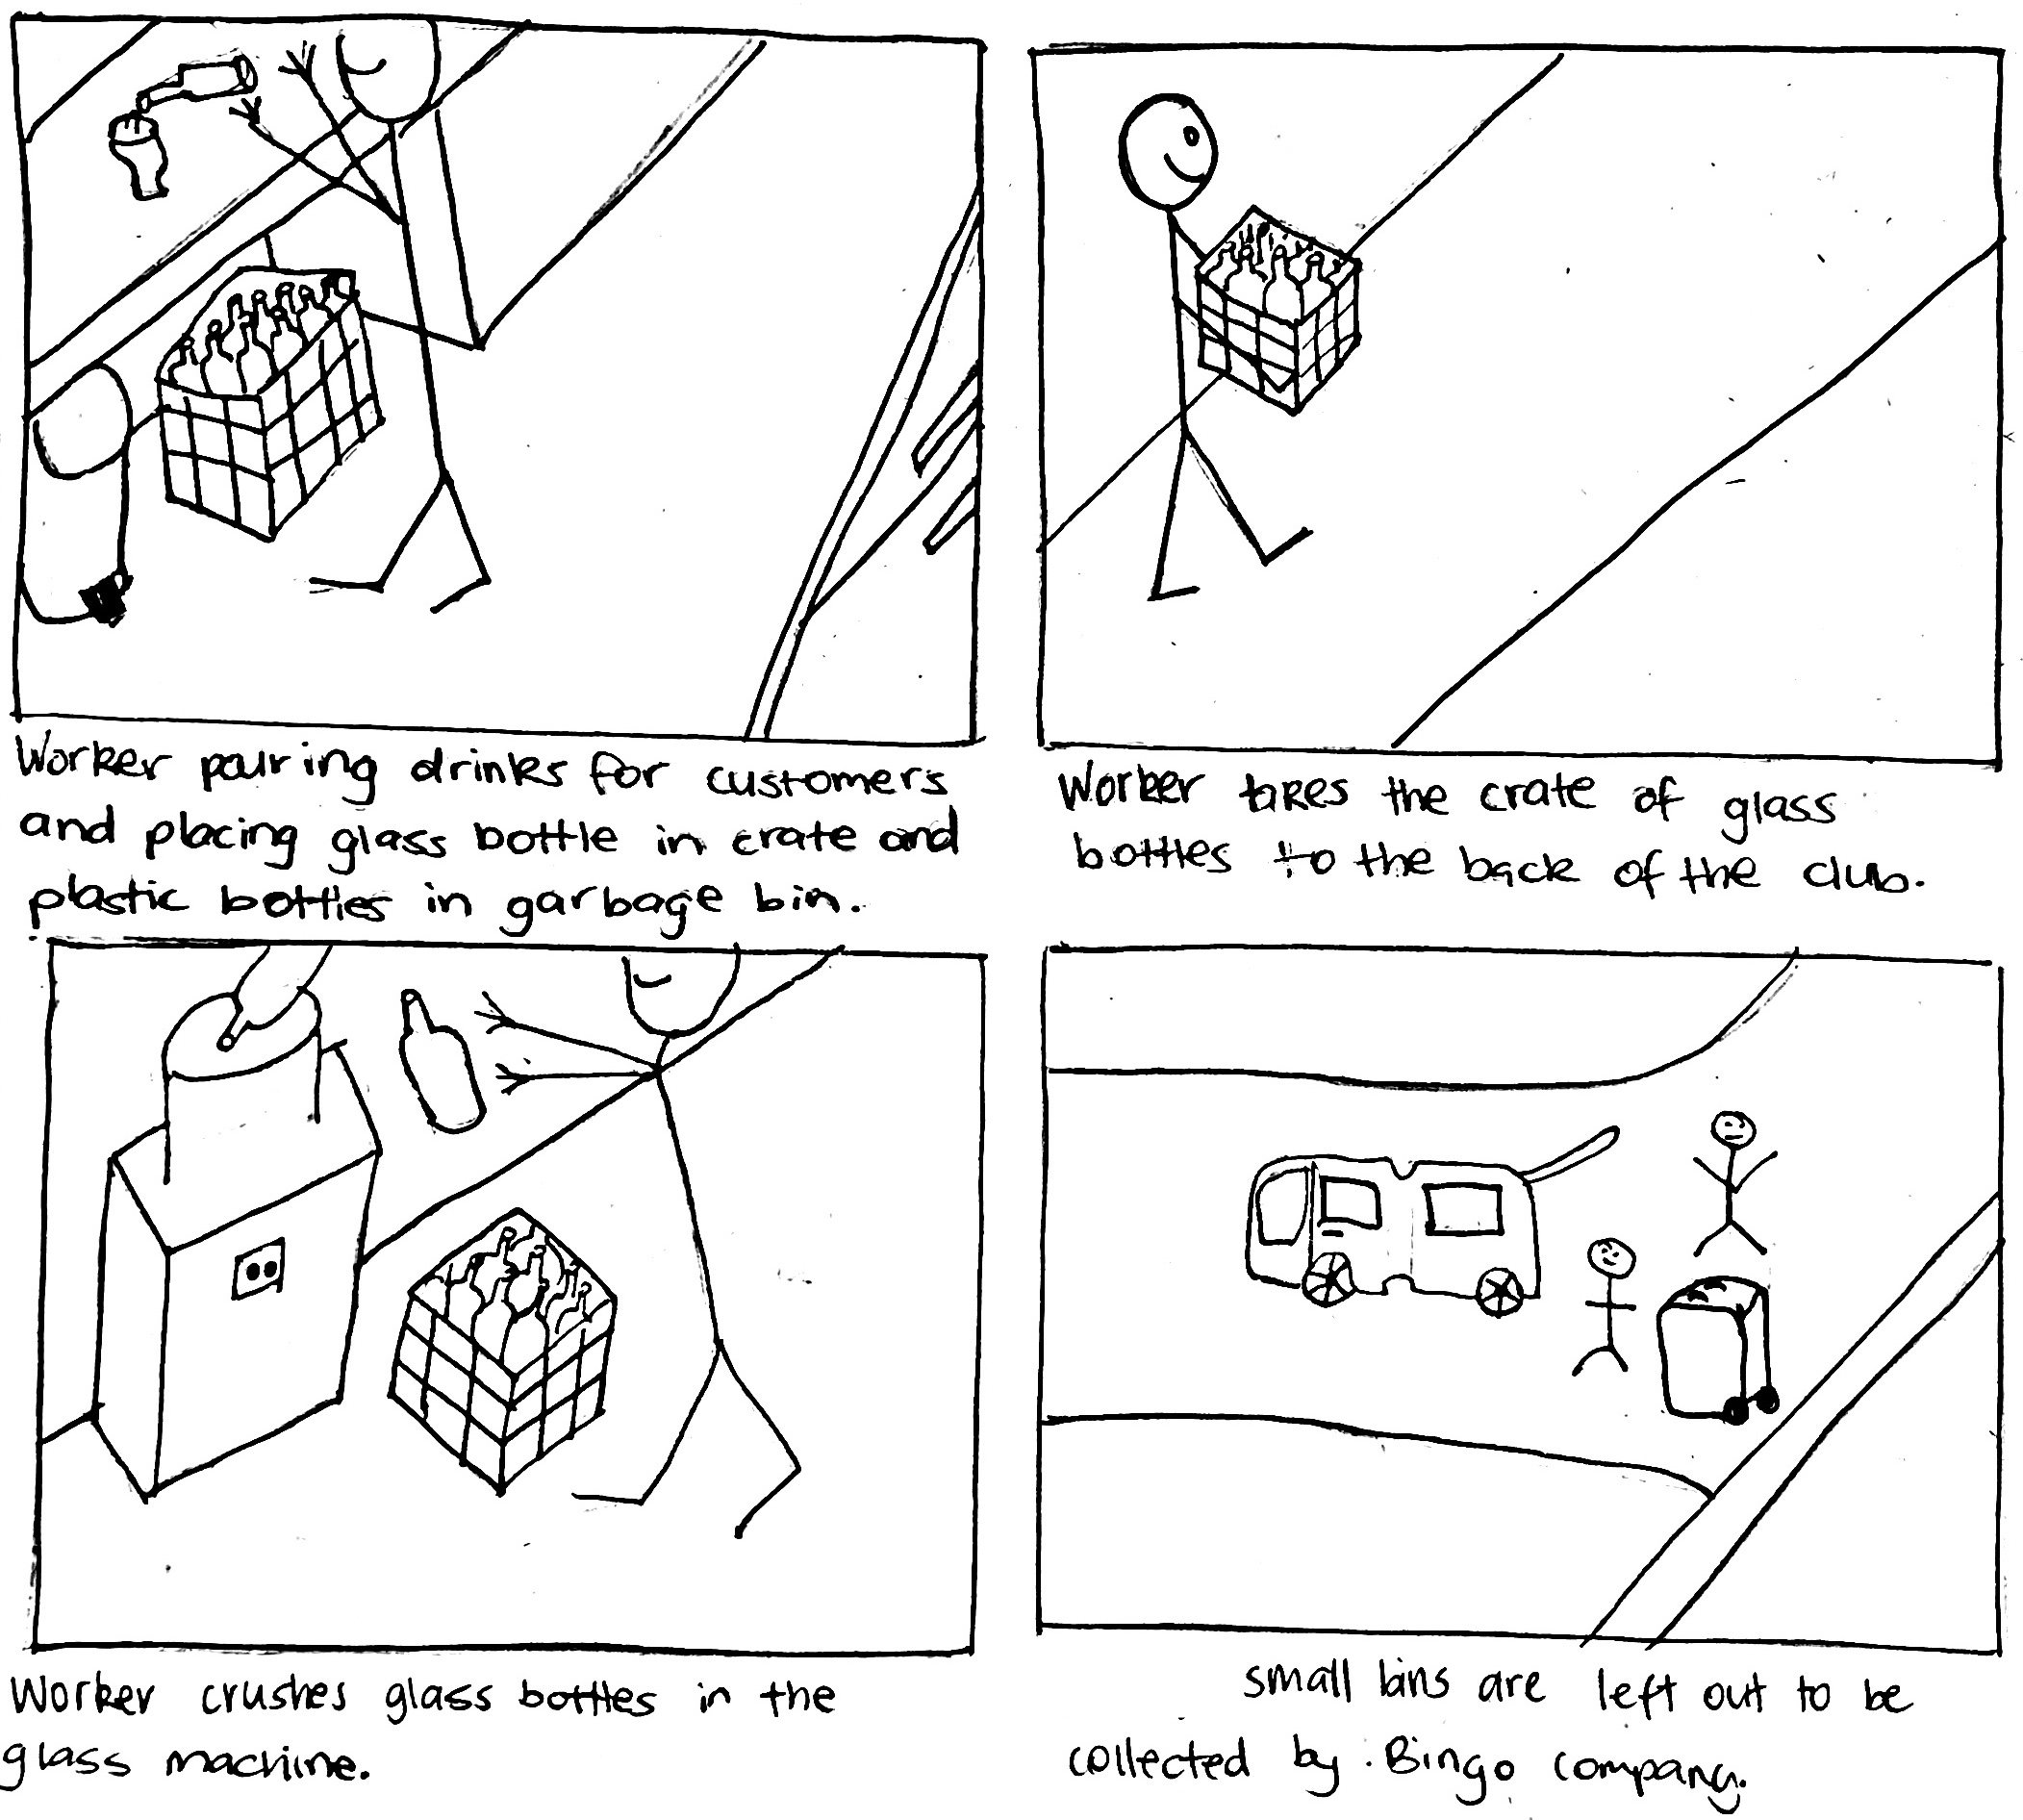 Worker pouring drinks for customers
and placing glass bottle in crate and
plastic bottles in garbage bin.
Worker takes the crate of glass
bottles to the back of the club.
Worker crushes glass bottles in the
glass machine.
small bins are left out to be
collected by Bingo company.